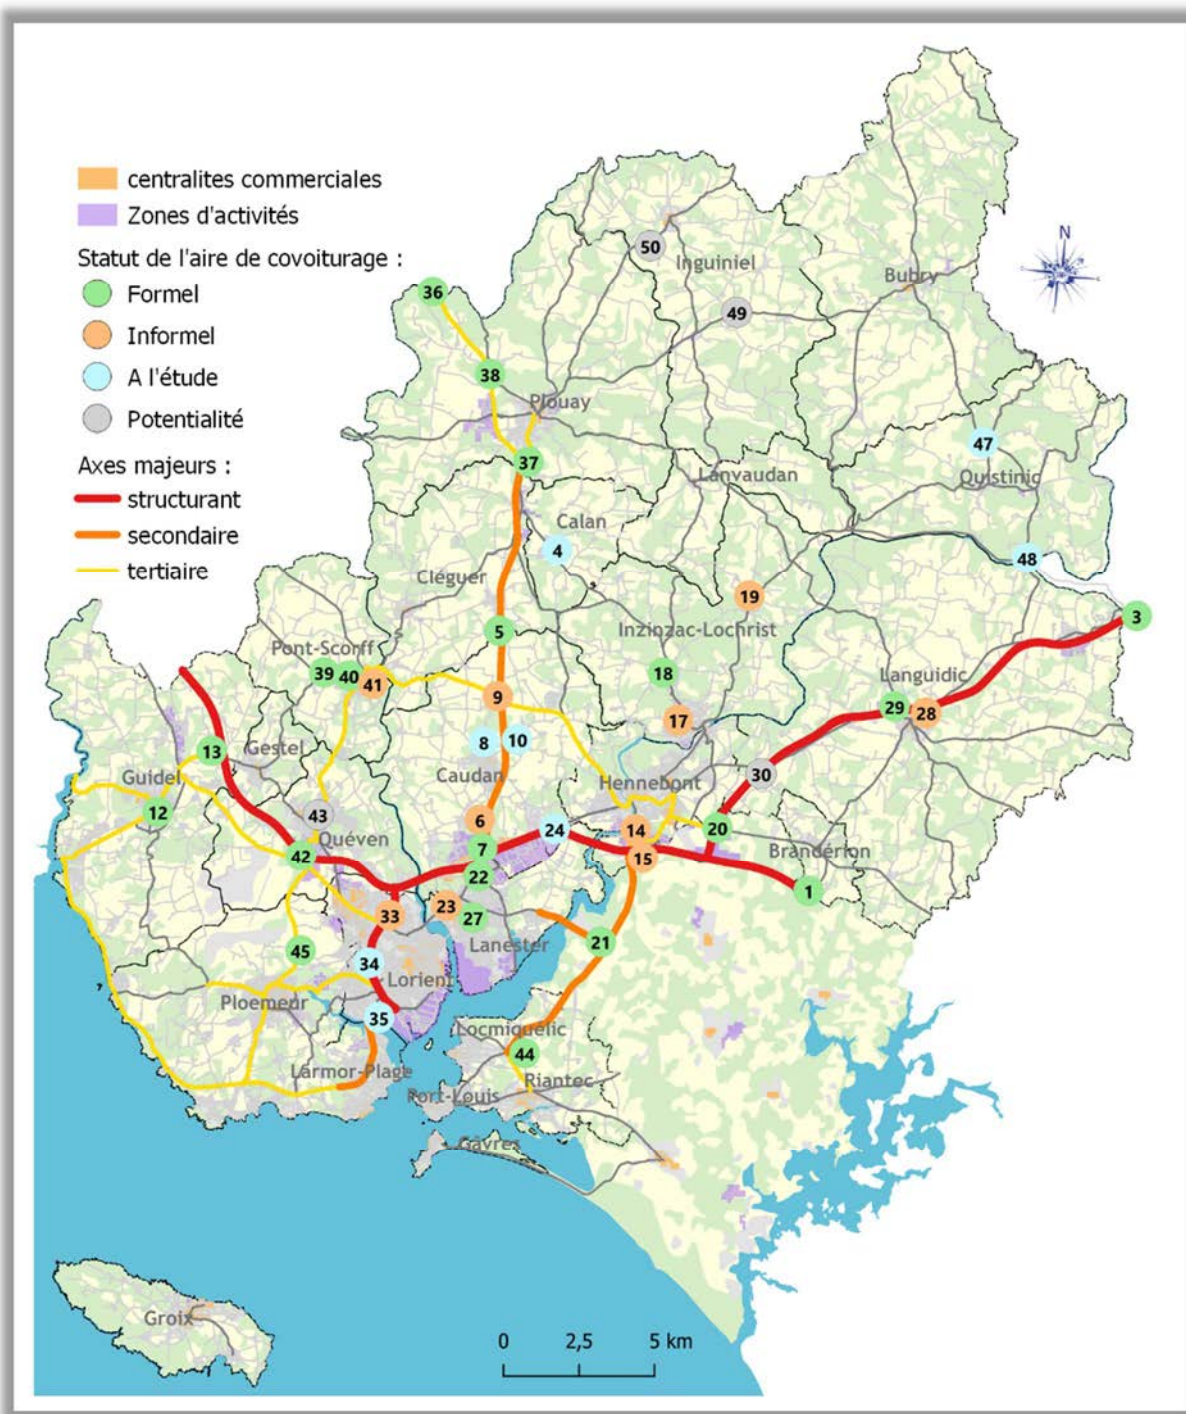 centralites commerciales
Zones d'activités
Statut de l'aire de covoiturage :
Formel
Informel
A l'étude
Potentialité
Axes majeurs :
structurant
secondaire
tertiaire
N
50
Inguiniel
Bubry
36
49
38
Plouay
47
37
Lanvaudan
Quistinic
Calan
4
48
Cléguer
19
3
5
Inzinzac-Lochrist
Pont-Scorff
39
40
41
18
Languidic
9
29
28
17
13
Gestel
8
10
Guidel
Caudan
Hennebont
30
12
43
6
Quéven
24
14
20
7
15
Brandérion
42
22
1
33
23
27
45
34
Lanester
21
Lorient
Ploemeur
35
Locmiquélic
44
Larmor-Plage
Riantec
Port-Louis
Gâvres
Groix
0 2,5 5 km